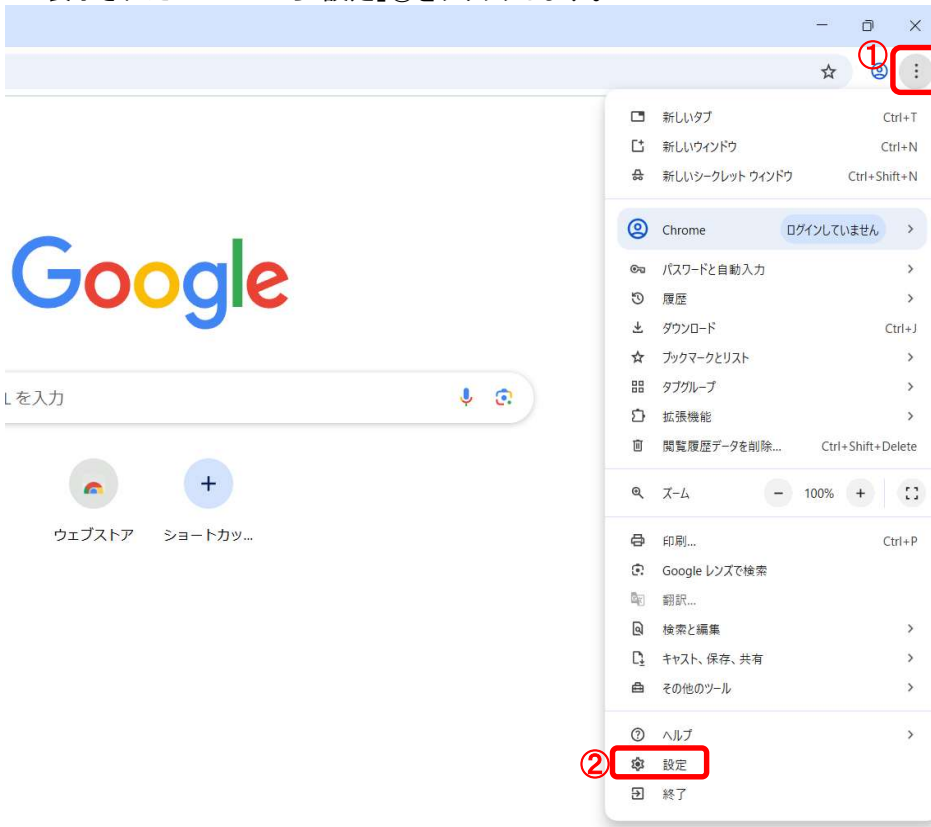 ①
新しいタブ Ctrl+T
新しいウィンドウ Ctrl+N
新しいシークレット ウィンドウ Ctrl+Shift+N
Chrome ログインしていません
Google
パスワードと自動入力
履歴
ダウンロード Ctrl+J
ブックマークとリスト
を入力
タブグループ
拡張機能
閲覧履歴データを削除... Ctrl+Shift+Delete
ズーム - 100% +
ウェブストア ショートカッ...
印刷... Ctrl+P
Google レンズで検索
翻訳...
検索と編集
キャスト、保存、共有
その他のツール
ヘルプ
② 設定
終了